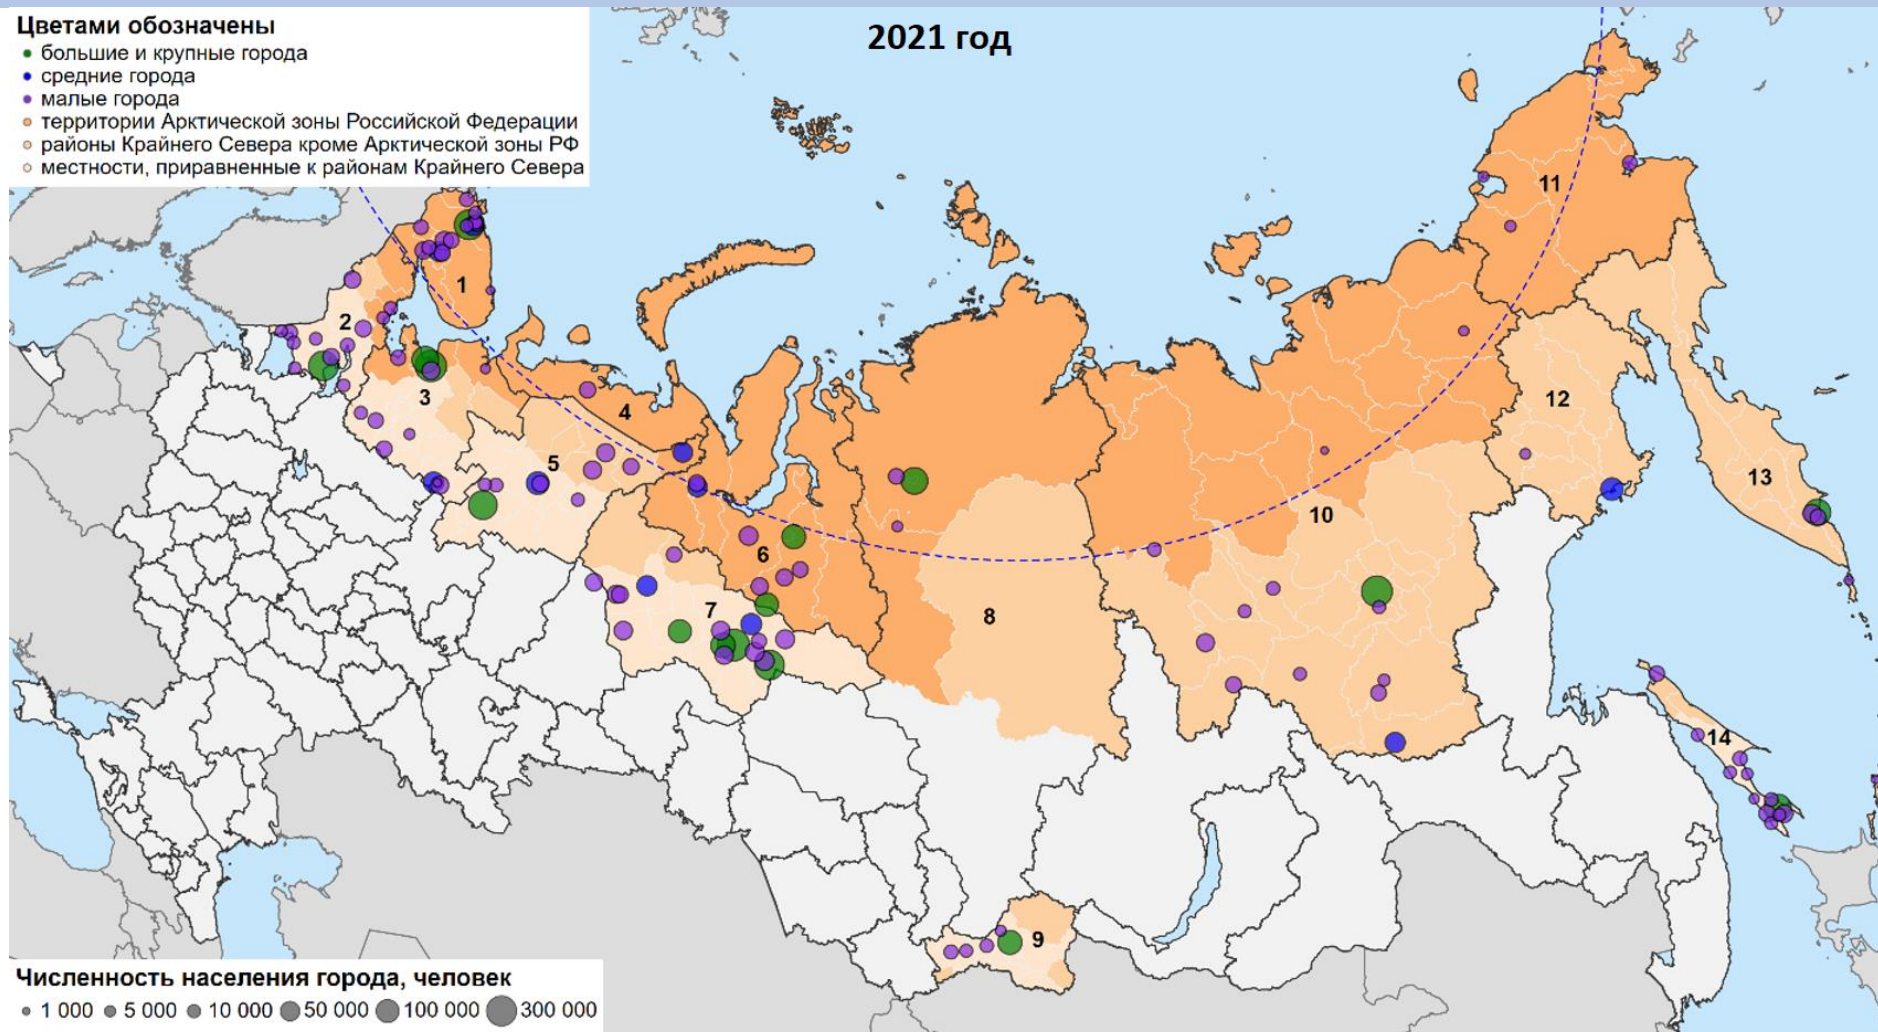 2021 год
Цветами обозначены
большие и крупные города
средние города
малые города
территории Арктической зоны Российской Федерации
районы Крайнего Севера кроме Арктической зоны РФ
местности, приравненные к районам Крайнего Севера
1
2
3
4
5
6
7
8
9
10
11
12
13
14
Численность населения города, человек
1 000 5 000 10 000 50 000 100 000 300 000